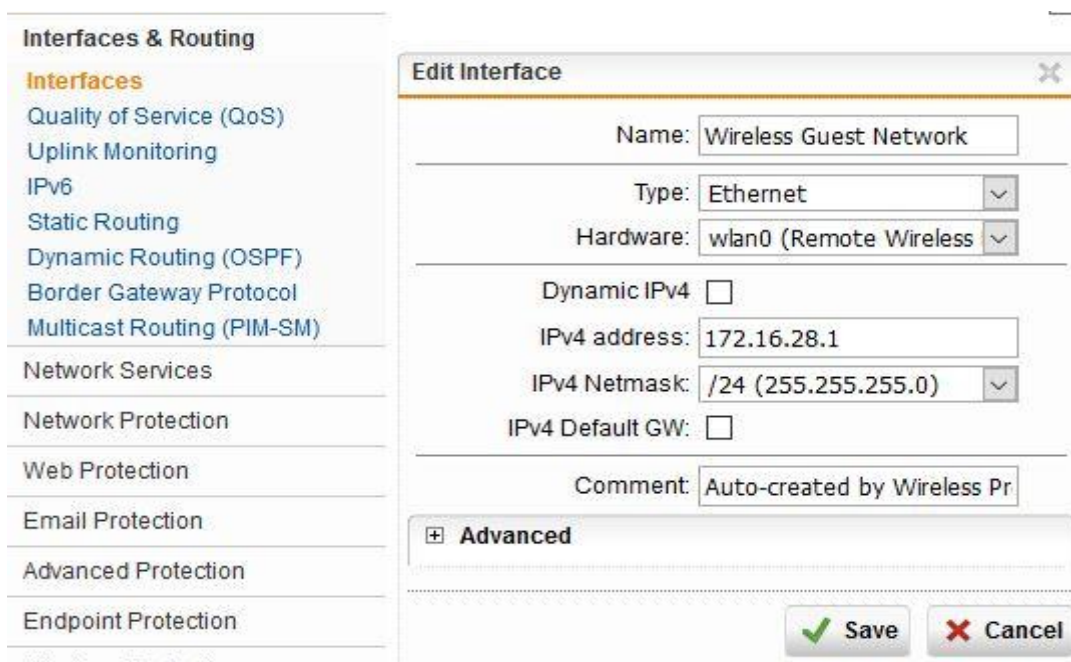 Interfaces & Routing
Interfaces
Quality of Service (QoS)
Uplink Monitoring
IPv6
Static Routing
Dynamic Routing (OSPF)
Border Gateway Protocol
Multicast Routing (PIM-SM)
Network Services
Network Protection
Web Protection
Email Protection
Advanced Protection
Endpoint Protection
Edit Interface
Name: Wireless Guest Network
Type: Ethernet
Hardware: wlan0 (Remote Wireless
Dynamic IPv4
IPv4 address: 172.16.28.1
IPv4 Netmask: /24 (255.255.255.0)
IPv4 Default GW:
Comment: Auto-created by Wireless Pr
Advanced
Save Cancel